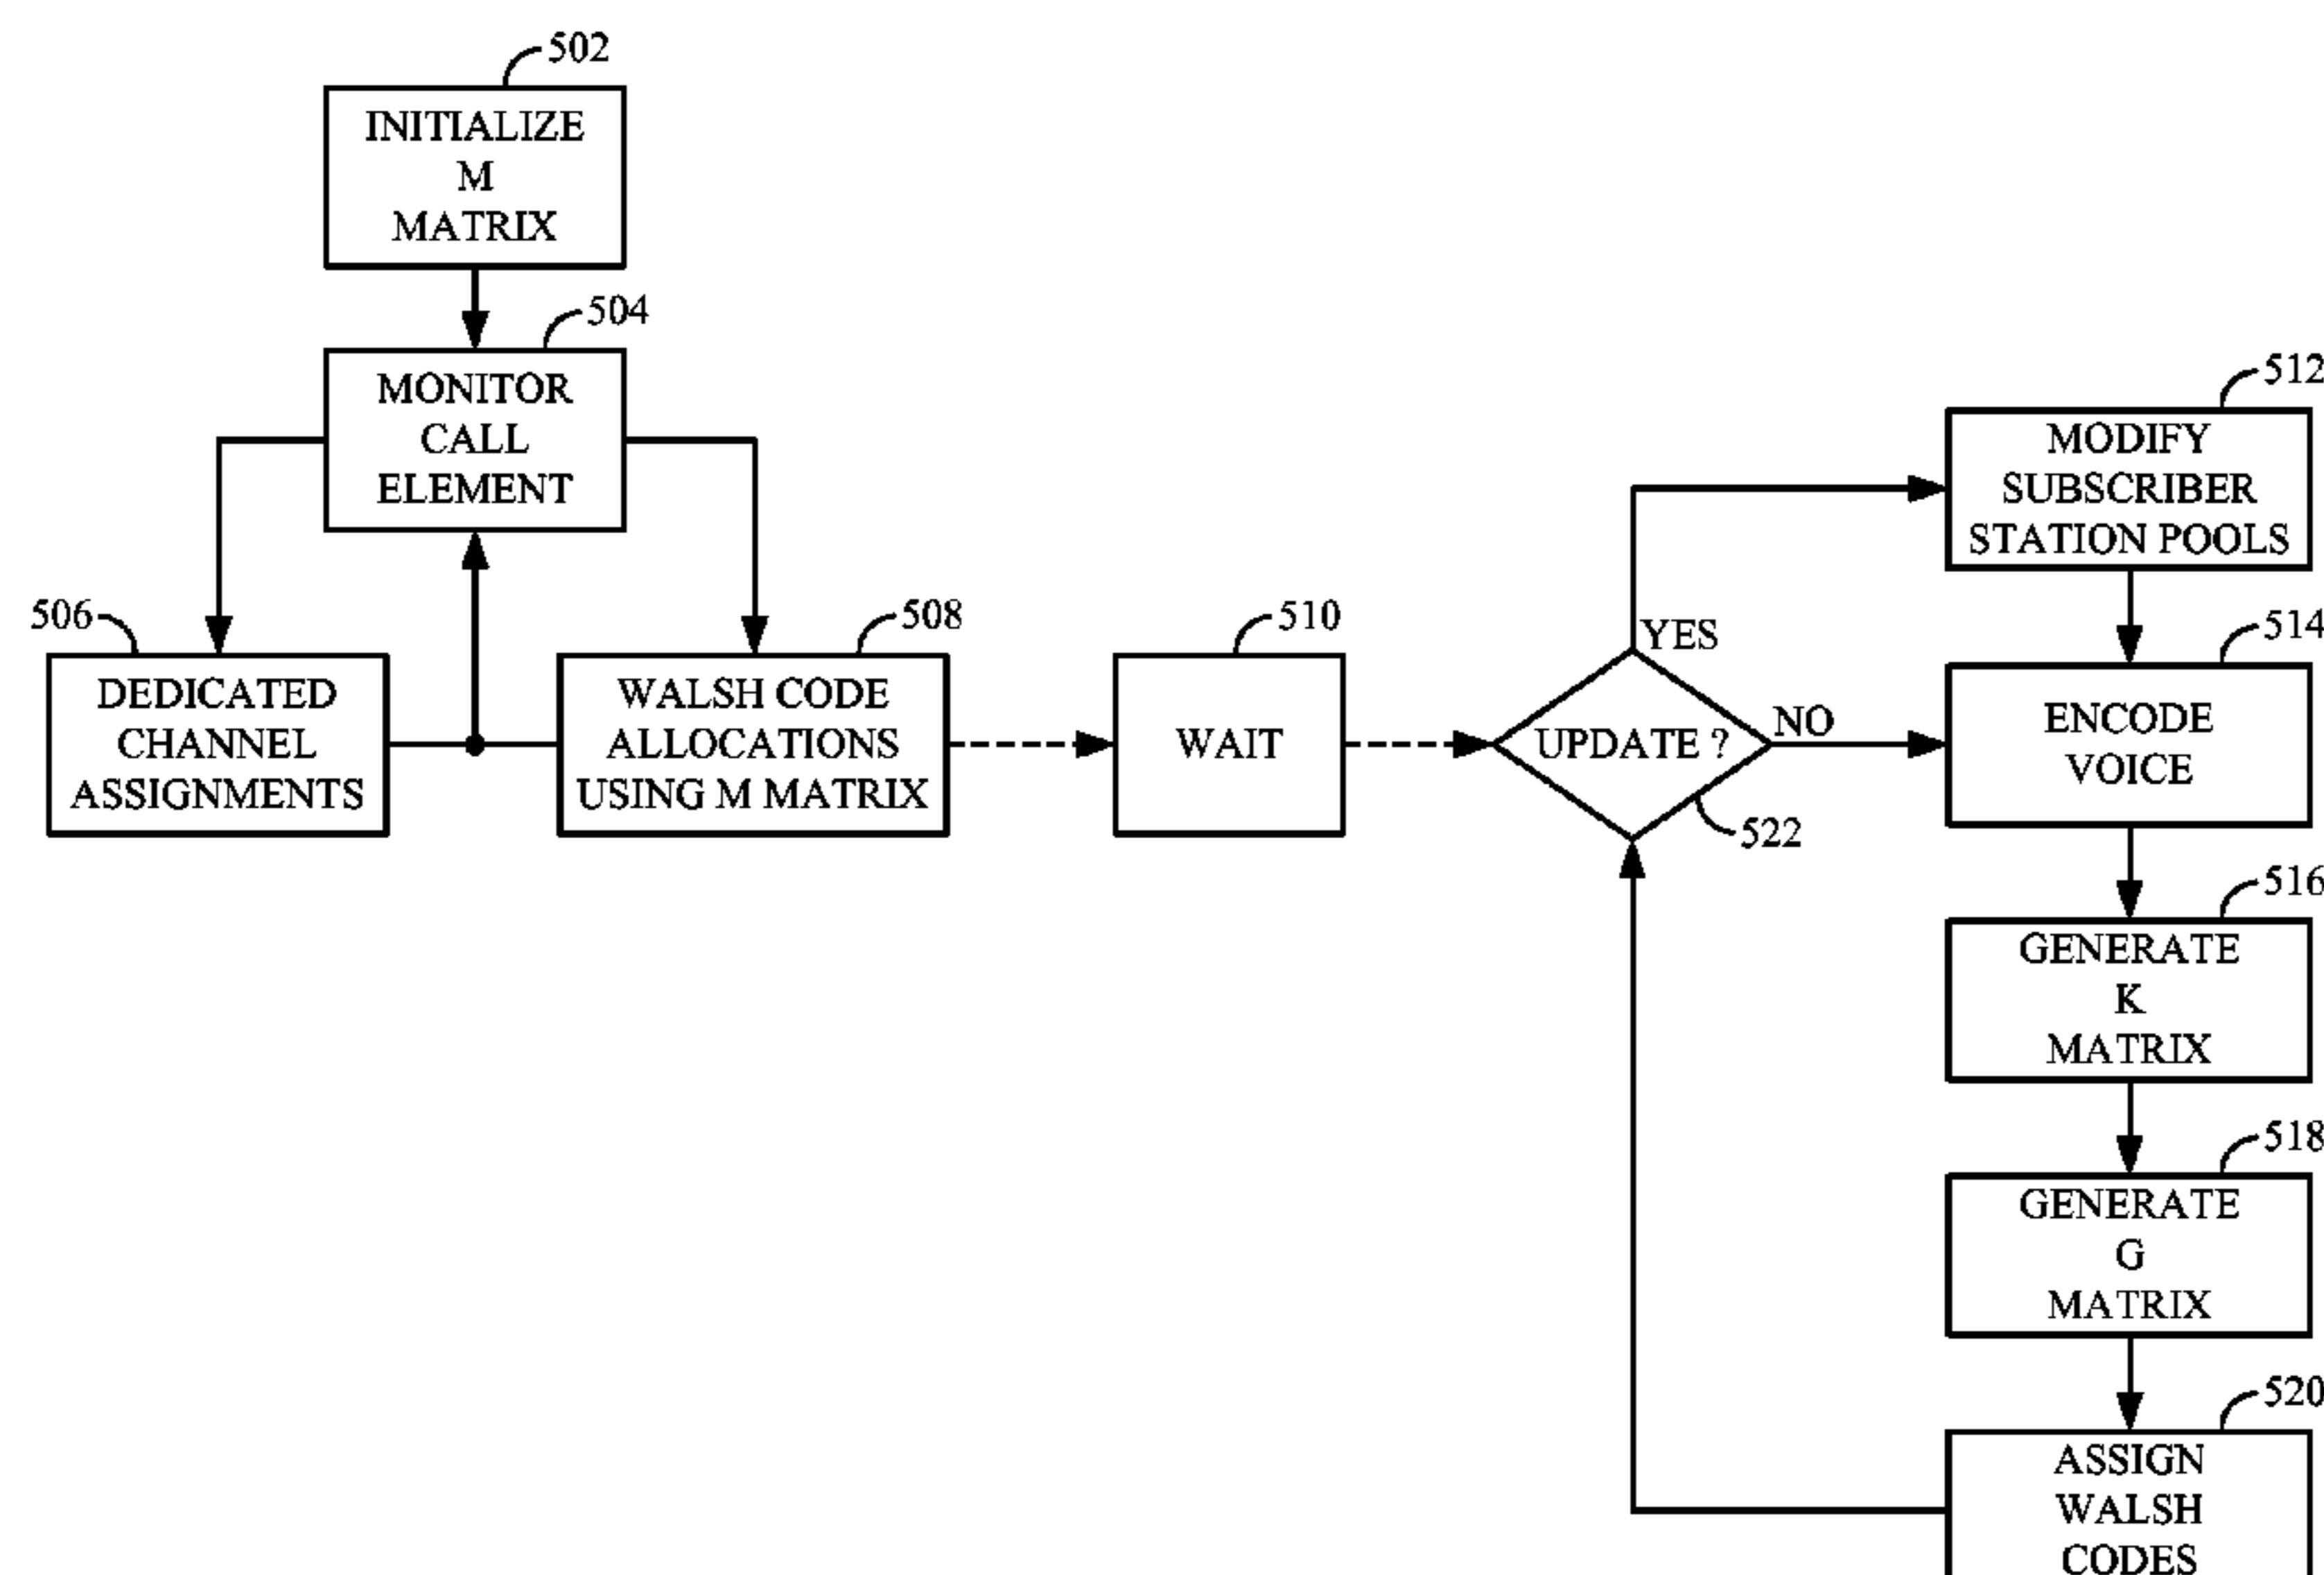 502
INITIALIZE
M
MATRIX
504
MONITOR
CALL
ELEMENT
506
DEDICATED
CHANNEL
ASSIGNMENTS
508
WALSH CODE
ALLOCATIONS
USING M MATRIX
510
WAIT
UPDATE ?
YES
NO
522
512
MODIFY
SUBSCRIBER
STATION POOLS
514
ENCODE
VOICE
516
GENERATE
K
MATRIX
518
GENERATE
G
MATRIX
520
ASSIGN
WALSH
CODES